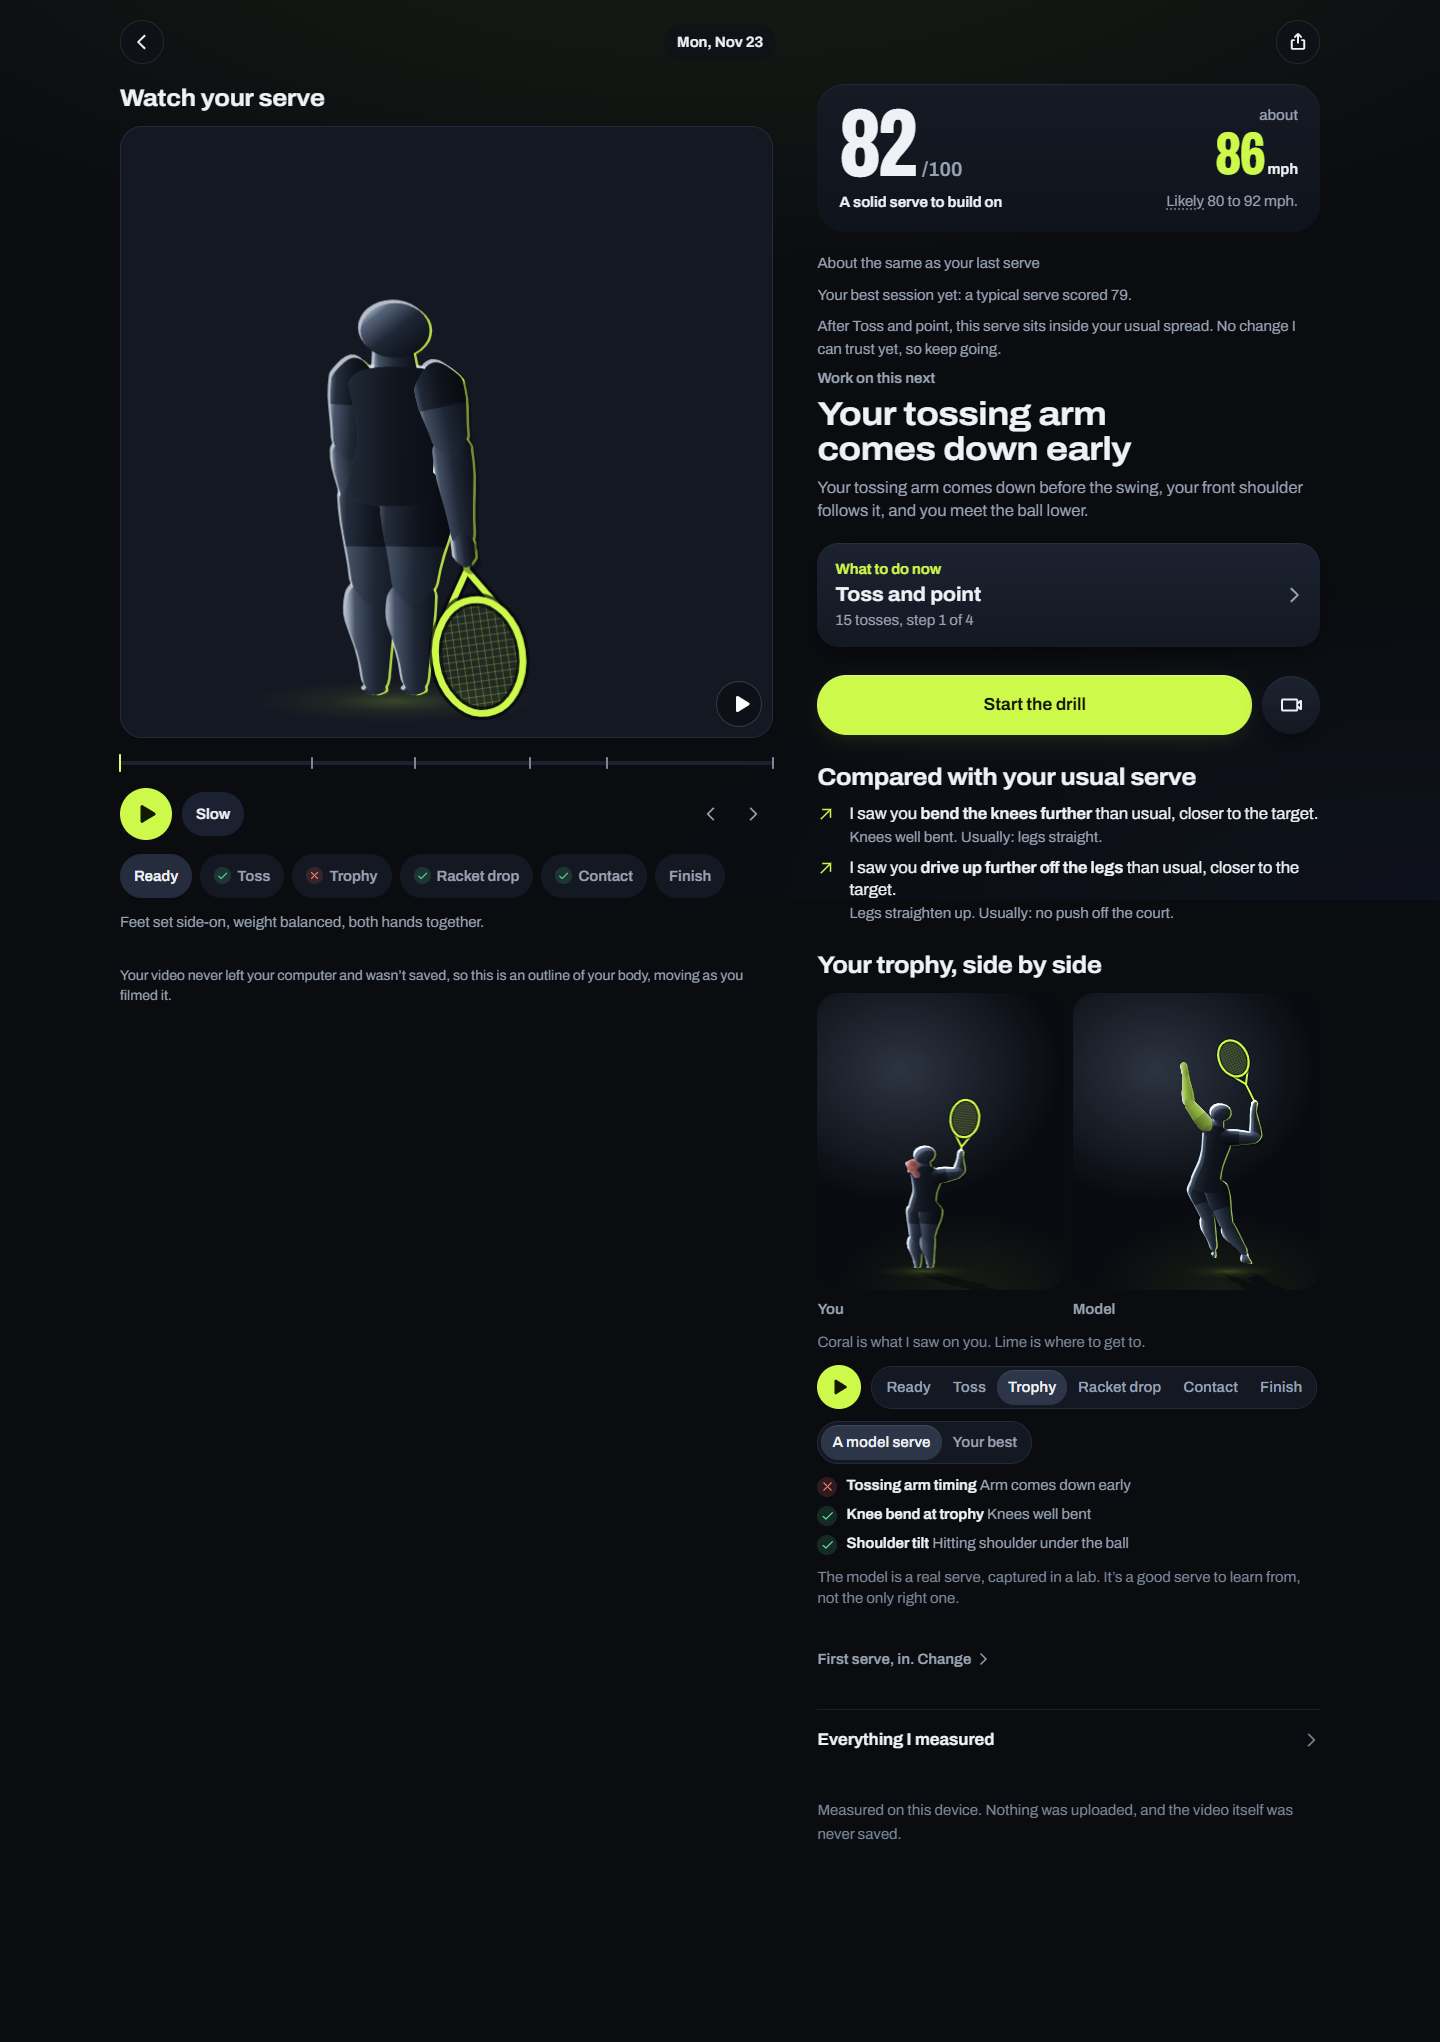 Mon, Nov 23
Watch your serve
Slow
Ready
Toss
Trophy
Racket drop
Contact
Finish
Feet set side-on, weight balanced, both hands together.
Your video never left your computer and wasn't saved, so this is an outline of your body, moving as you
filmed it.
82 /100
A solid serve to build on
about
86 mph
Likely 80 to 92 mph.
About the same as your last serve
Your best session yet: a typical serve scored 79.
After Toss and point, this serve sits inside your usual spread. No change I
can trust yet, so keep going.
Work on this next
Your tossing arm
comes down early
Your tossing arm comes down before the swing, your front shoulder
follows it, and you meet the ball lower.
What to do now
Toss and point
15 tosses, step 1 of 4
Start the drill
Compared with your usual serve
I saw you bend the knees further than usual, closer to the target.
Knees well bent. Usually: legs straight.
I saw you drive up further off the legs than usual, closer to the
target.
Legs straighten up. Usually: no push off the court.
Your trophy, side by side
You
Model
Coral is what I saw on you. Lime is where to get to.
Ready
Toss
Trophy
Racket drop
Contact
Finish
A model serve
Your best
Tossing arm timing Arm comes down early
Knee bend at trophy Knees well bent
Shoulder tilt Hitting shoulder under the ball
The model is a real serve, captured in a lab. It's a good serve to learn from,
not the only right one.
First serve, in. Change
Everything I measured
Measured on this device. Nothing was uploaded, and the video itself was
never saved.